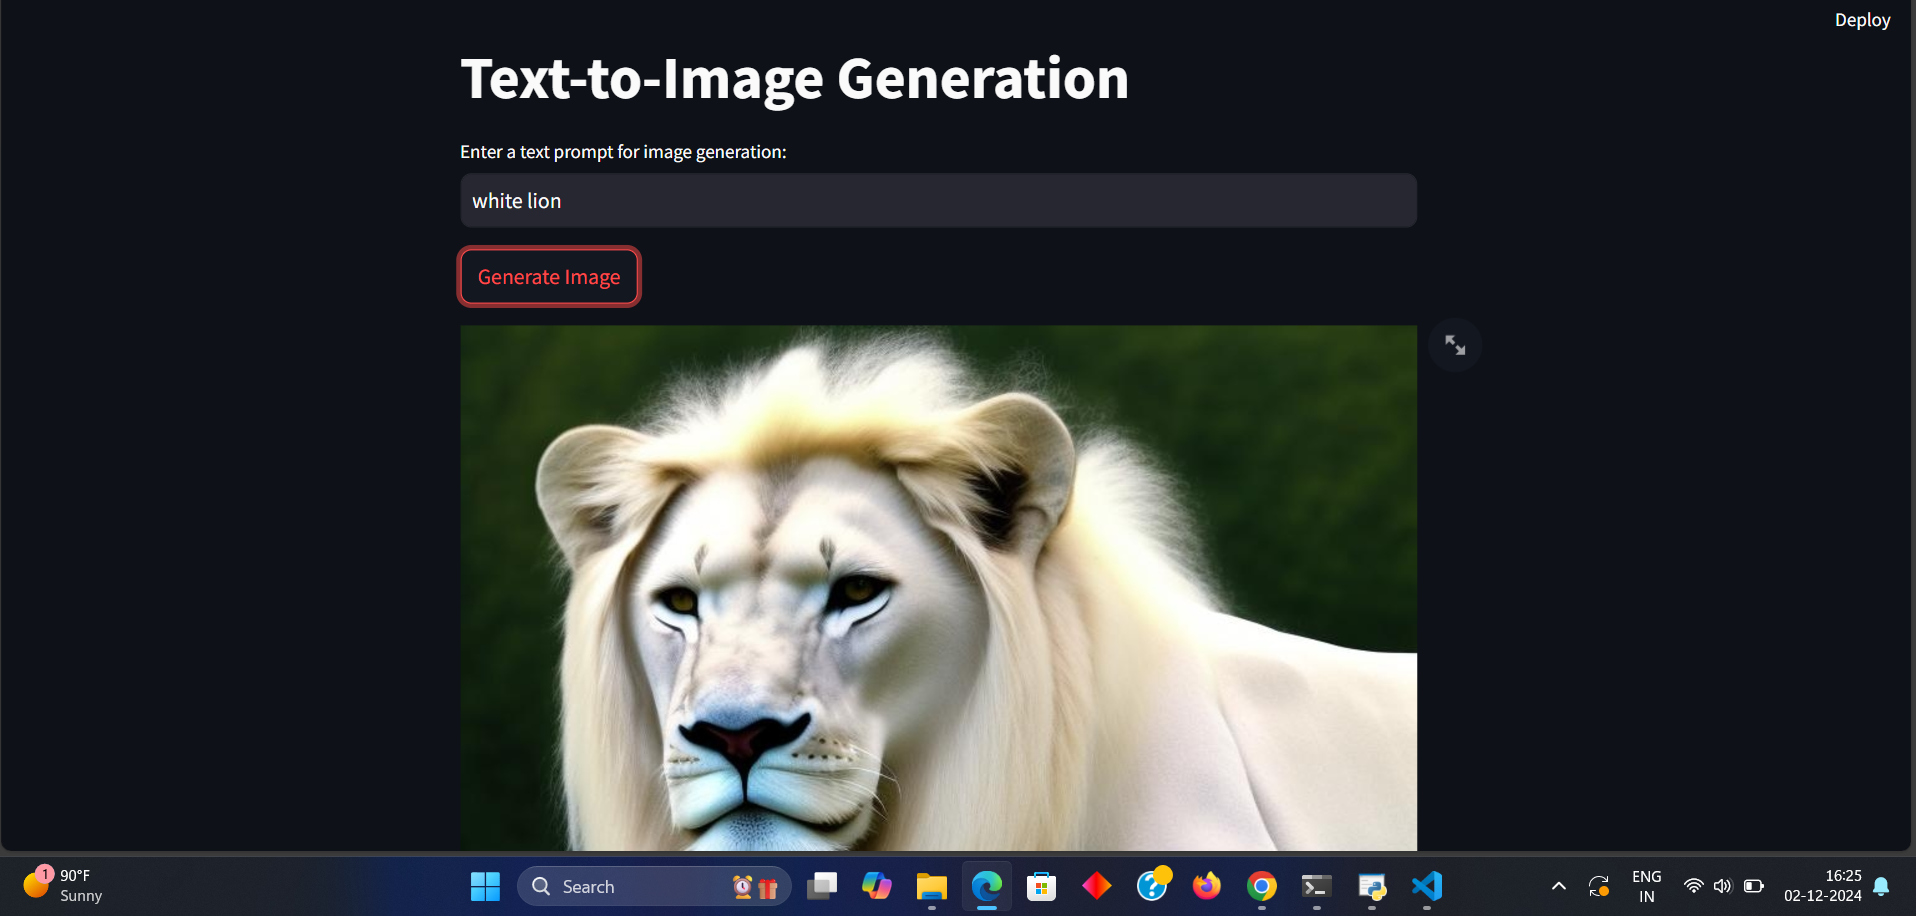 Deploy
Text-to-Image Generation
Enter a text prompt for image generation:
white lion
Generate Image
1
90°F
Sunny
Search
ENG
IN
16:25
02-12-2024